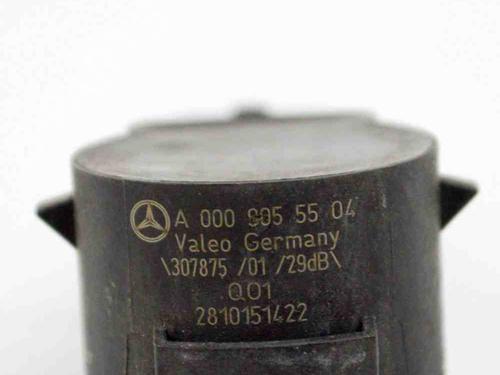 A 000 905 55 04
Valeo Germany
\307875 /01 /29dB\
Q01
2810151422